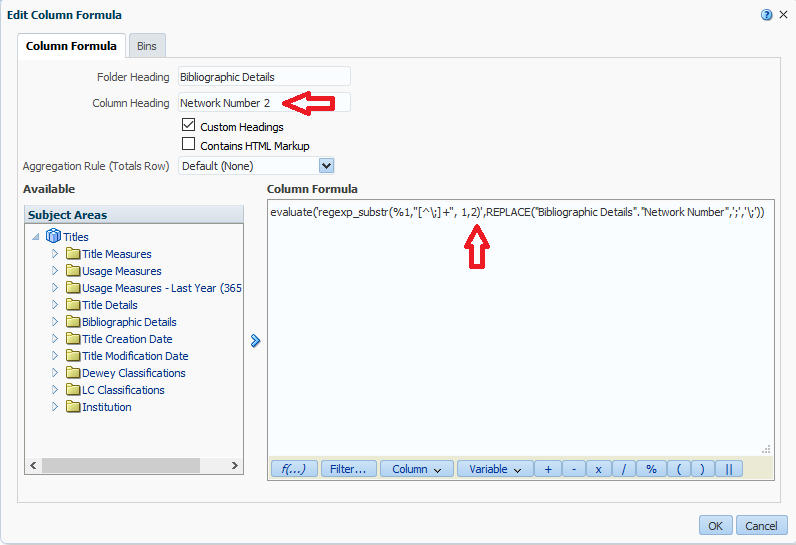 Edit Column Formula
Column Formula
Bins
Folder Heading Bibliographic Details
Column Heading Network Number 2
Custom Headings
Contains HTML Markup
Aggregation Rule (Totals Row) Default (None)
Available
Subject Areas
Titles
Title Measures
Usage Measures
Usage Measures - Last Year (365
Title Details
Bibliographic Details
Title Creation Date
Title Modification Date
Dewey Classifications
LC Classifications
Institution
Column Formula
evaluate('regexp_substr(%1,"[^\;]+", 1,2)',REPLACE("Bibliographic Details"."Network Number",';','\;'))
f(...) Filter... Column Variable + - x / % ( ) ||
OK Cancel